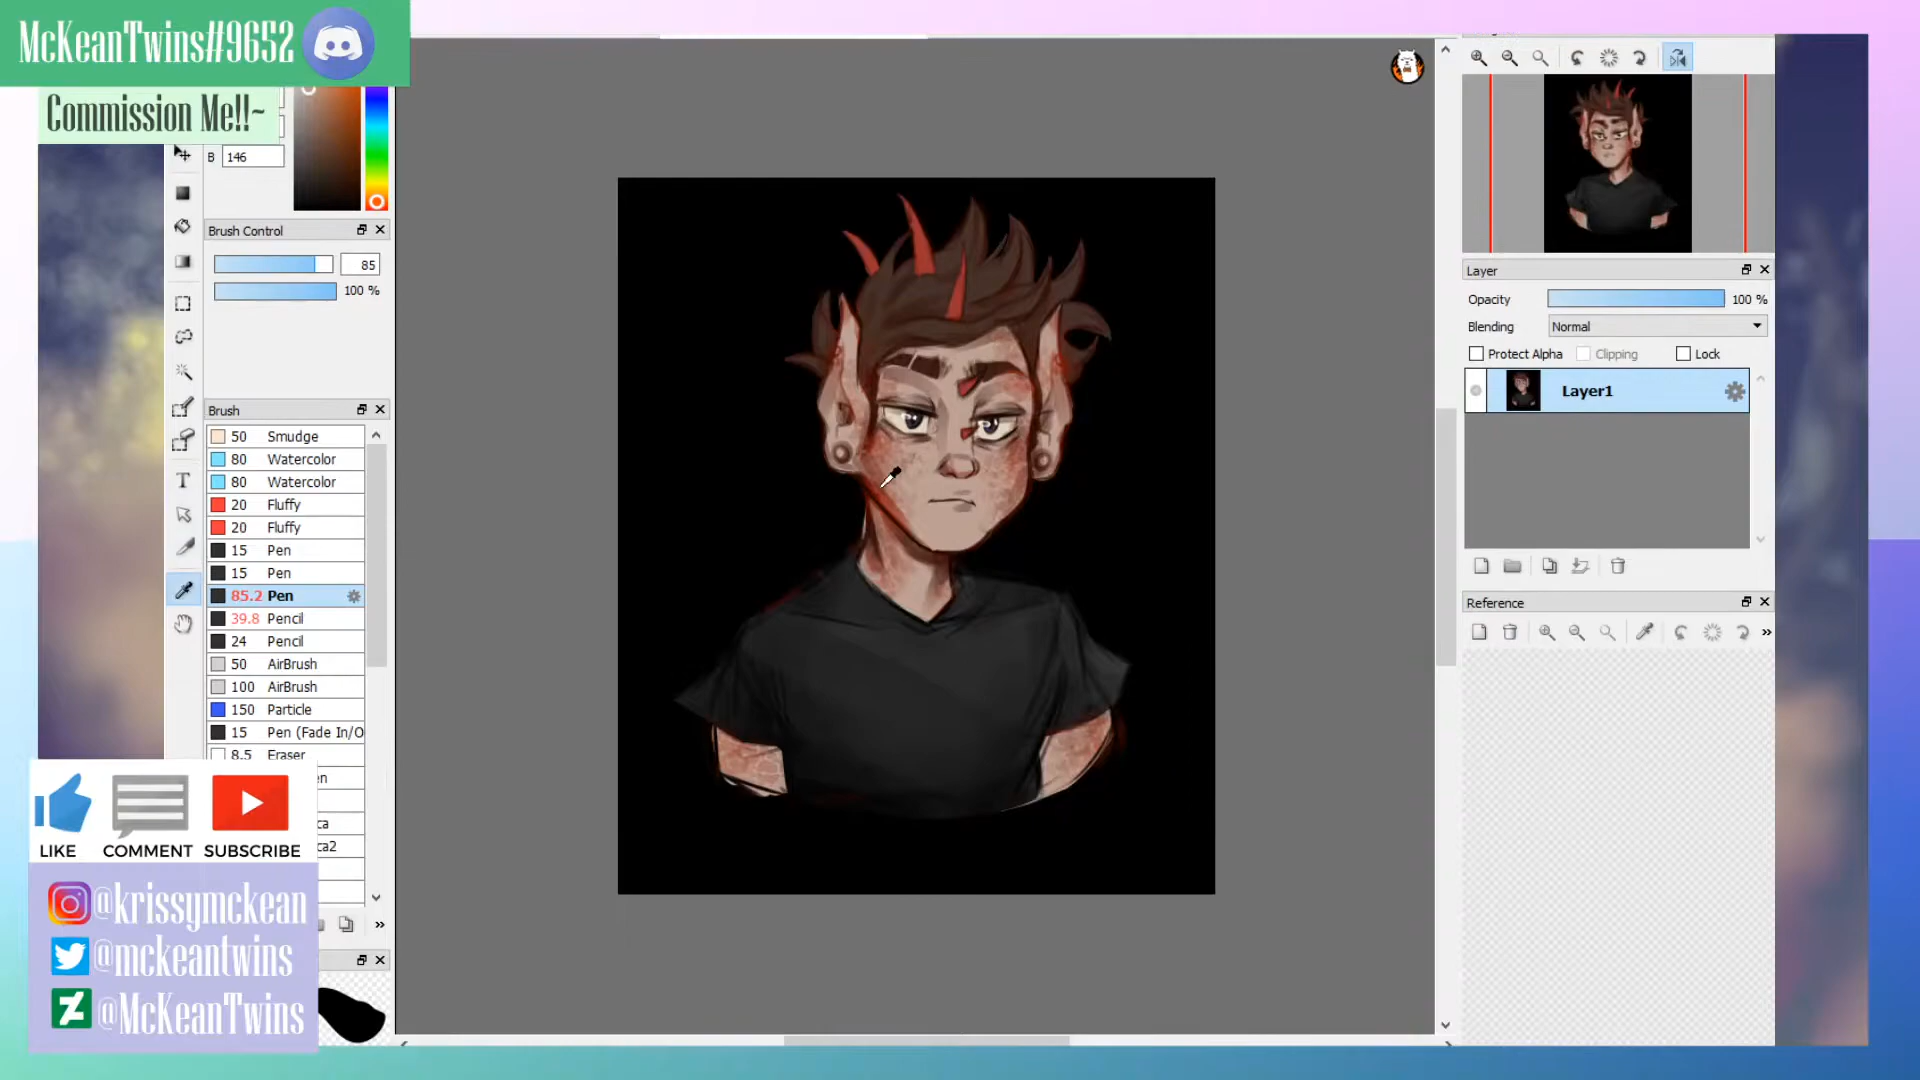 McKeanTwins#9652
Commission Me!!~
B 146
Brush Control
85
100 %
Brush
50 Smudge
80 Watercolor
80 Watercolor
20 Fluffy
20 Fluffy
15 Pen
15 Pen
85.2 Pen
39.8 Pencil
24 Pencil
50 AirBrush
100 AirBrush
150 Particle
15 Pen (Fade In/O
8.5 Eraser
en
ca
ca2
LIKE
COMMENT
SUBSCRIBE
@krissymckean
@mckeantwins
@McKeanTwins
Layer
Opacity 100 %
Blending Normal
Protect Alpha Clipping Lock
Layer1
Reference